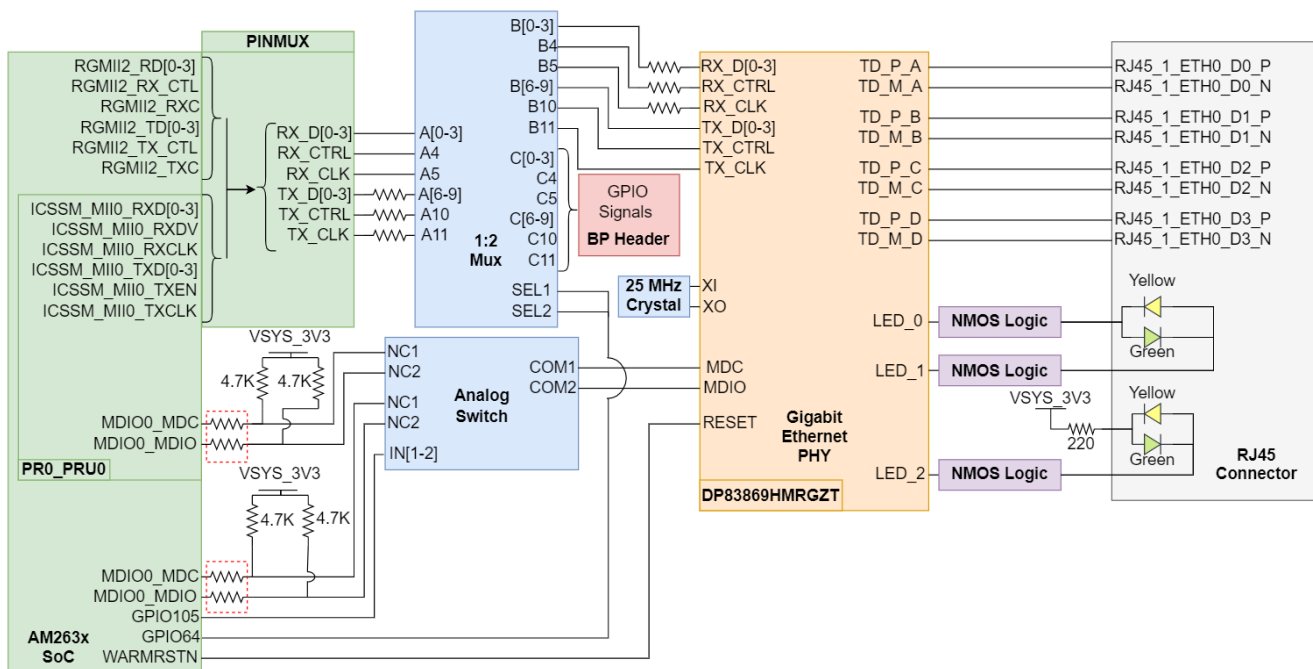 PINMUX
RGMII2_RD[0-3]
RGMII2_RX_CTL
RGMII2_RXC
RGMII2_TD[0-3]
RGMII2_TX_CTL
RGMII2_TXC
ICSSM_MII0_RXD[0-3]
ICSSM_MII0_RXDV
ICSSM_MII0_RXCLK
ICSSM_MII0_TXD[0-3]
ICSSM_MII0_TXEN
ICSSM_MII0_TXCLK
MDIO0_MDC
MDIO0_MDIO
PR0_PRU0
MDIO0_MDC
MDIO0_MDIO
GPIO105
GPIO64
WARMRSTN
AM263x
SoC
RX_D[0-3]
RX_CTRL
RX_CLK
TX_D[0-3]
TX_CTRL
TX_CLK
VSYS_3V3
4.7K
4.7K
VSYS_3V3
4.7K
4.7K
A[0-3]
A4
A5
A[6-9]
A10
A11
1:2
Mux
B[0-3]
B4
B5
B[6-9]
B10
B11
C[0-3]
C4
C5
C[6-9]
C10
C11
SEL1
SEL2
NC1
NC2
NC1
NC2
IN[1-2]
COM1
COM2
Analog
Switch
GPIO
Signals
BP Header
25 MHz
Crystal
RX_D[0-3]
RX_CTRL
RX_CLK
TX_D[0-3]
TX_CTRL
TX_CLK
XI
XO
MDC
MDIO
RESET
Gigabit
Ethernet
PHY
DP83869HMRGZT
TD_P_A
TD_M_A
TD_P_B
TD_M_B
TD_P_C
TD_M_C
TD_P_D
TD_M_D
LED_0
LED_1
LED_2
NMOS Logic
NMOS Logic
NMOS Logic
VSYS_3V3
220
RJ45_1_ETH0_D0_P
RJ45_1_ETH0_D0_N
RJ45_1_ETH0_D1_P
RJ45_1_ETH0_D1_N
RJ45_1_ETH0_D2_P
RJ45_1_ETH0_D2_N
RJ45_1_ETH0_D3_P
RJ45_1_ETH0_D3_N
Yellow
Green
Yellow
Green
RJ45
Connector